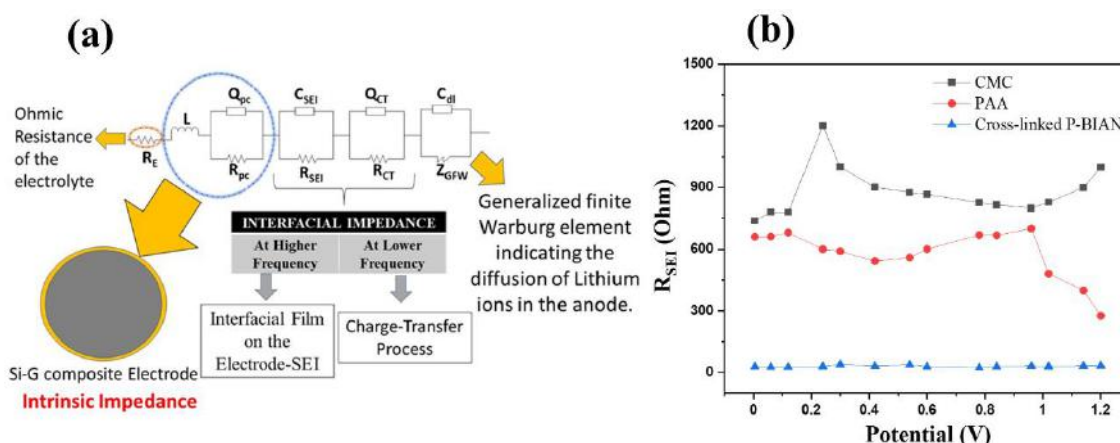 (a)
Ohmic
Resistance
of the
electrolyte
R_E
L
Q_pc
R_pc
C_SEI
R_SEI
Q_CT
R_CT
C_dl
Z_GFW
INTERFACIAL IMPEDANCE
At Higher
Frequency
At Lower
Frequency
Interfacial Film
on the
Electrode-SEI
Charge-Transfer
Process
Generalized finite
Warburg element
indicating the
diffusion of Lithium
ions in the anode.
Si-G composite Electrode
Intrinsic Impedance
(b)
CMC
PAA
Cross-linked P-BIAN
R_SEI (Ohm)
1500
1200
900
600
300
0
0 0.2 0.4 0.6 0.8 1 1.2
Potential (V)